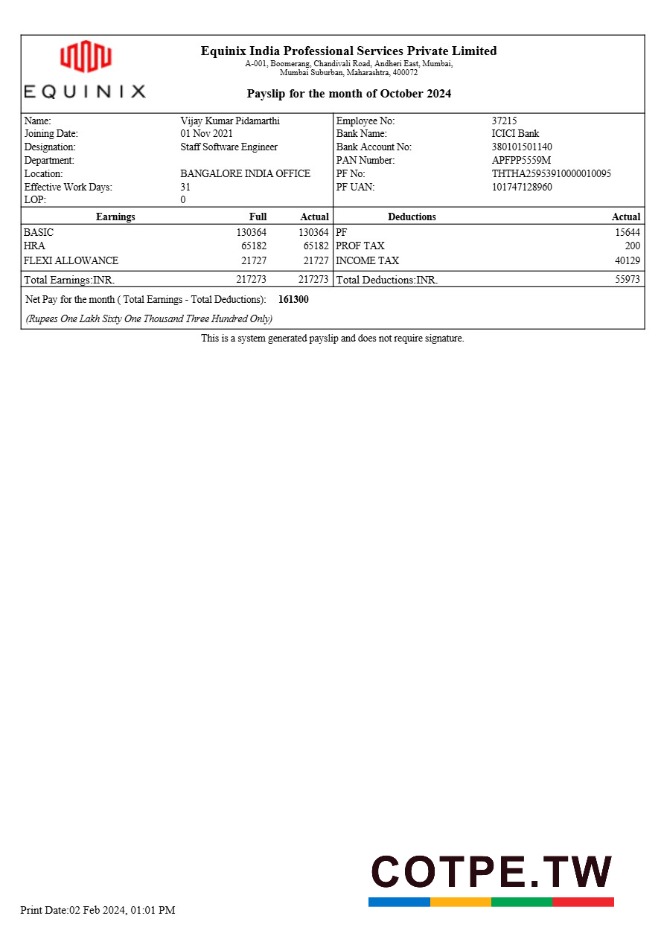 EQUINIX
Equinix India Professional Services Private Limited
A-001, Boomerang, Chandivali Road, Andheri East, Mumbai,
Mumbai Suburban, Maharashtra, 400072
Payslip for the month of October 2024
Name: Vijay Kumar Pidamarthi Employee No: 37215
Joining Date: 01 Nov 2021 Bank Name: ICICI Bank
Designation: Staff Software Engineer Bank Account No: 380101501140
Department: PAN Number: APFPP5559M
Location: BANGALORE INDIA OFFICE PF No: THTHA25953910000010095
Effective Work Days: 31 PF UAN: 101747128960
LOP: 0
Earnings Full Actual Deductions Actual
BASIC 130364 130364 PF 15644
HRA 65182 65182 PROF TAX 200
FLEXI ALLOWANCE 21727 21727 INCOME TAX 40129
Total Earnings:INR. 217273 217273 Total Deductions:INR. 55973
Net Pay for the month ( Total Earnings - Total Deductions): 161300
(Rupees One Lakh Sixty One Thousand Three Hundred Only)
This is a system generated payslip and does not require signature.
COTPE.TW
Print Date:02 Feb 2024, 01:01 PM